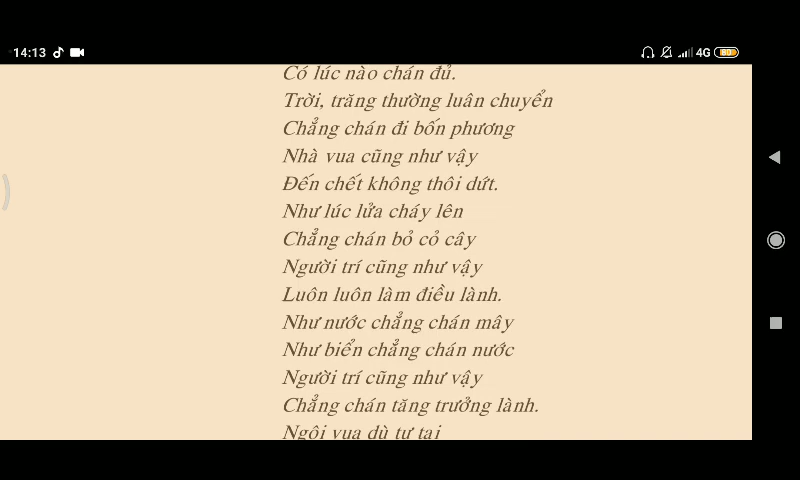 14:13
4G 80
Có lúc nào chán đủ.
Trời, trăng thường luân chuyển
Chẳng chán đi bốn phương
Nhà vua cũng như vậy
Đến chết không thôi dứt.
Như lúc lửa cháy lên
Chẳng chán bỏ cỏ cây
Người trí cũng như vậy
Luôn luôn làm điều lành.
Như nước chẳng chán mây
Như biển chẳng chán nước
Người trí cũng như vậy
Chẳng chán tăng trưởng lành.
Ngôi vua dù tự tại